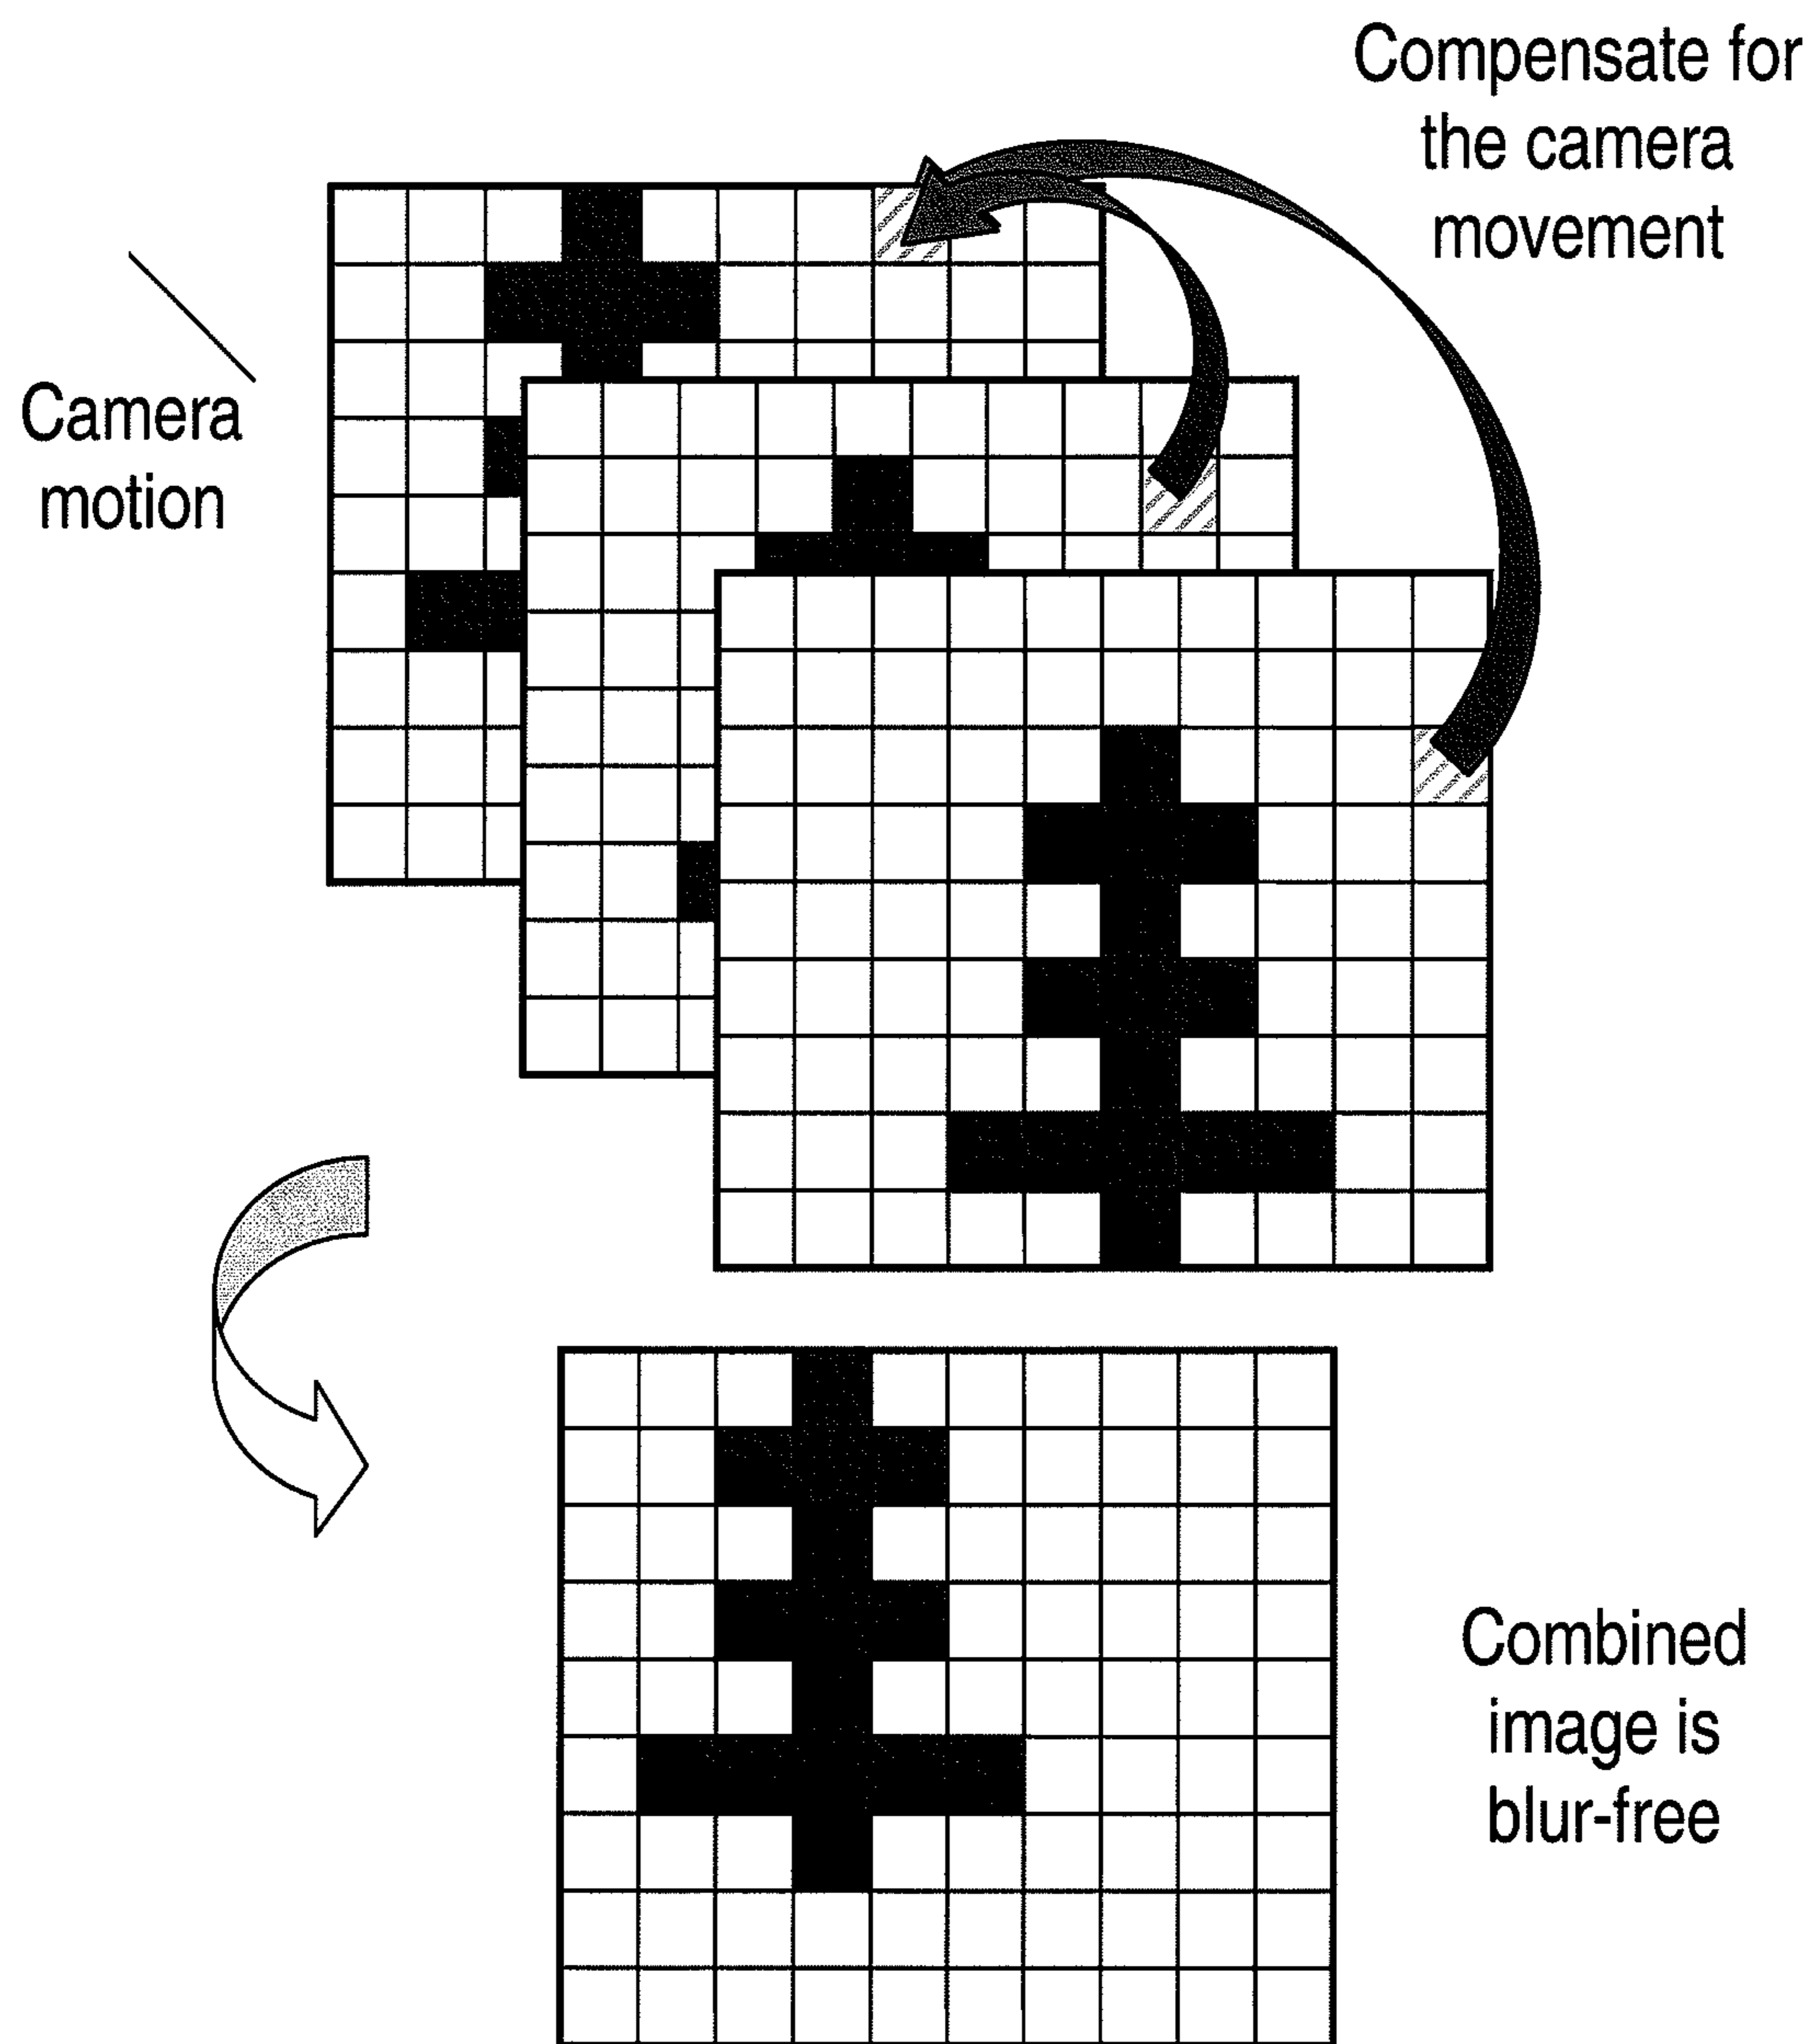 Compensate for
the camera
movement
Camera
motion
Combined
image is
blur-free